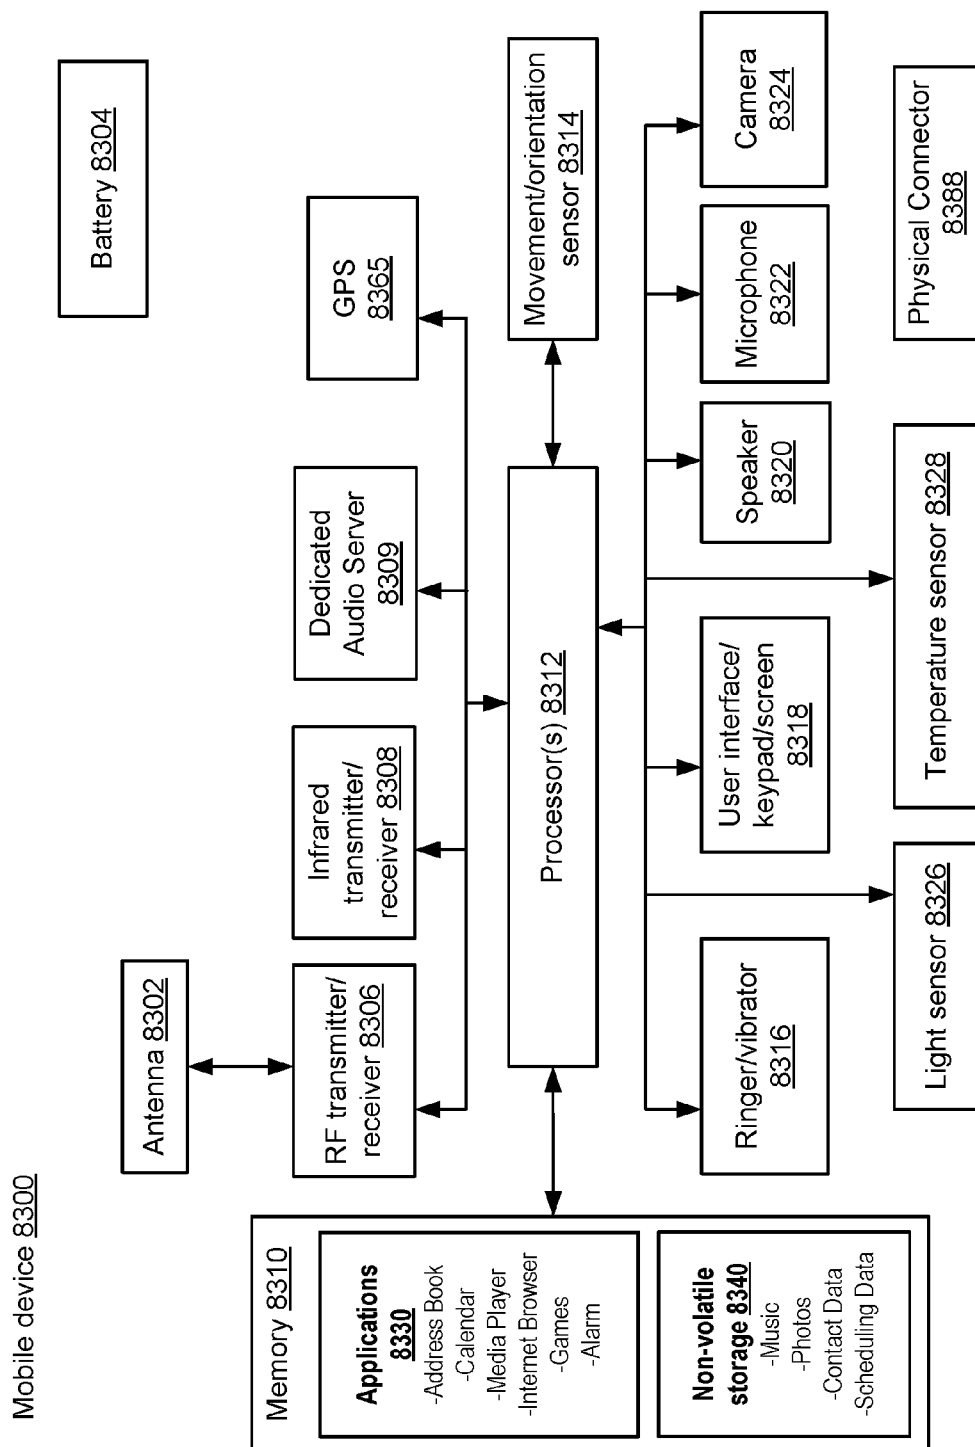 Mobile device 8300
Antenna 8302
Battery 8304
Memory 8310
Applications
8330
-Address Book
-Calendar
-Media Player
-Internet Browser
-Games
-Alarm
Non-volatile
storage 8340
-Music
-Photos
-Contact Data
-Scheduling Data
RF transmitter/
receiver 8306
Infrared
transmitter/
receiver 8308
Dedicated
Audio Server
8309
GPS
8365
Processor(s) 8312
Movement/orientation
sensor 8314
Ringer/vibrator
8316
User interface/
keypad/screen
8318
Speaker
8320
Microphone
8322
Camera
8324
Light sensor 8326
Temperature sensor 8328
Physical Connector
8388